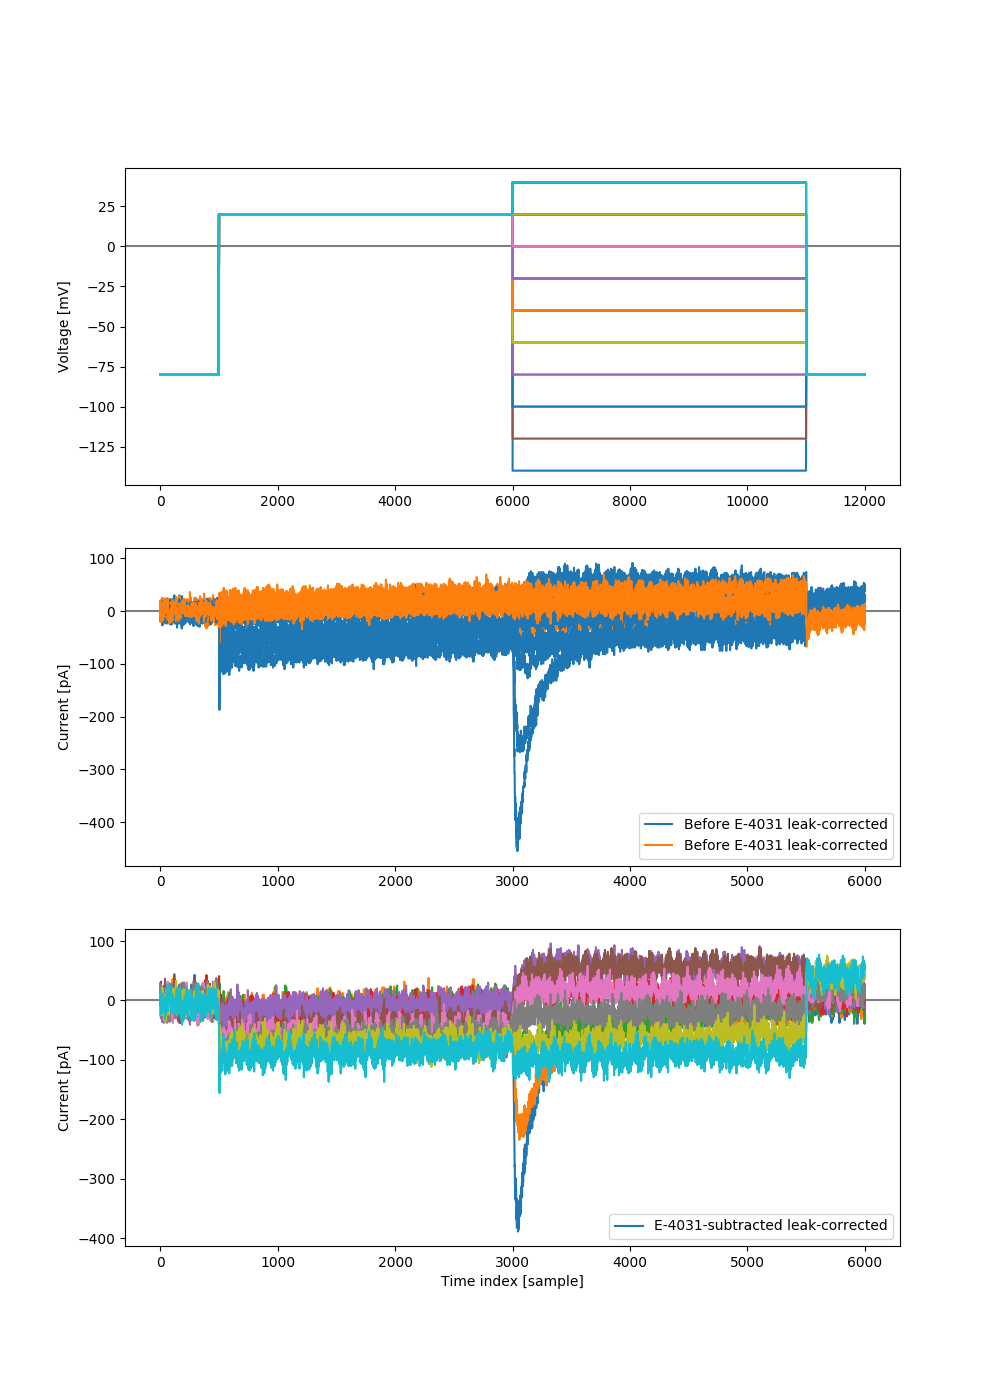 25
0
−25
−50
−75
−100
−125
Voltage [mV]
0 2000 4000 6000 8000 10000 12000
100
0
−100
−200
−300
−400
Current [pA]
Before E-4031 leak-corrected
Before E-4031 leak-corrected
0 1000 2000 3000 4000 5000 6000
100
0
−100
−200
−300
−400
Current [pA]
E-4031-subtracted leak-corrected
0 1000 2000 3000 4000 5000 6000
Time index [sample]